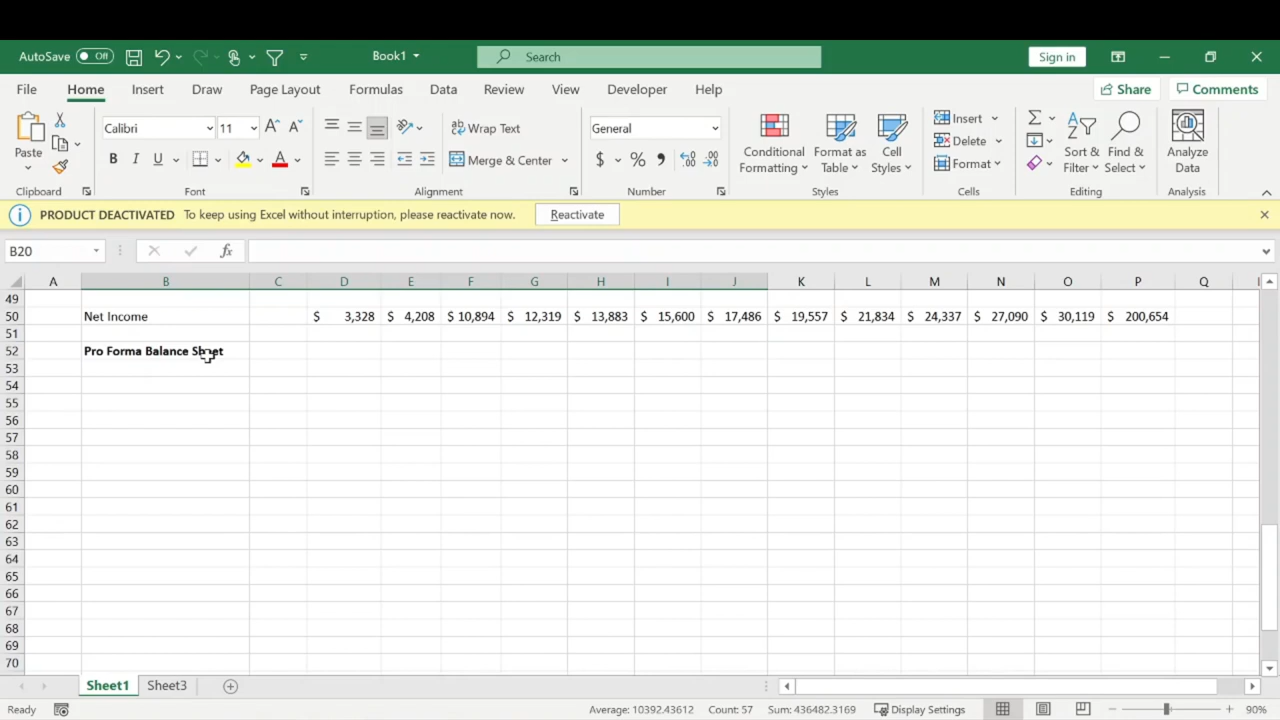 AutoSave Off Book1 Search Sign in
File Home Insert Draw Page Layout Formulas Data Review View Developer Help Share Comments
Paste Calibri 11 B I U A Wrap Text Merge & Center General $ % Conditional Formatting Format as Table Cell Styles Insert Delete Format Sort & Filter Find & Select Analyze Data
Clipboard Font Alignment Number Styles Cells Editing Analysis
PRODUCT DEACTIVATED To keep using Excel without interruption, please reactivate now. Reactivate
B20 fx
A B C D E F G H I J K L M N O P Q
49
50 Net Income $ 3,328 $ 4,208 $ 10,894 $ 12,319 $ 13,883 $ 15,600 $ 17,486 $ 19,557 $ 21,834 $ 24,337 $ 27,090 $ 30,119 $ 200,654
51
52 Pro Forma Balance Sheet
53
54
55
56
57
58
59
60
61
62
63
64
65
66
67
68
69
70
Sheet1 Sheet3
Ready Average: 10392.43612 Count: 57 Sum: 436482.3169 Display Settings 90%